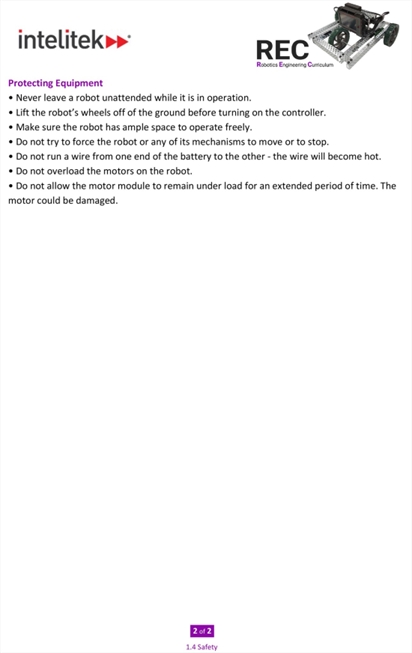 intelitek
REC
Robotics Engineering Curriculum
Protecting Equipment
• Never leave a robot unattended while it is in operation.
• Lift the robot's wheels off of the ground before turning on the controller.
• Make sure the robot has ample space to operate freely.
• Do not try to force the robot or any of its mechanisms to move or to stop.
• Do not run a wire from one end of the battery to the other - the wire will become hot.
• Do not overload the motors on the robot.
• Do not allow the motor module to remain under load for an extended period of time. The
motor could be damaged.
2 of 2
1.4 Safety